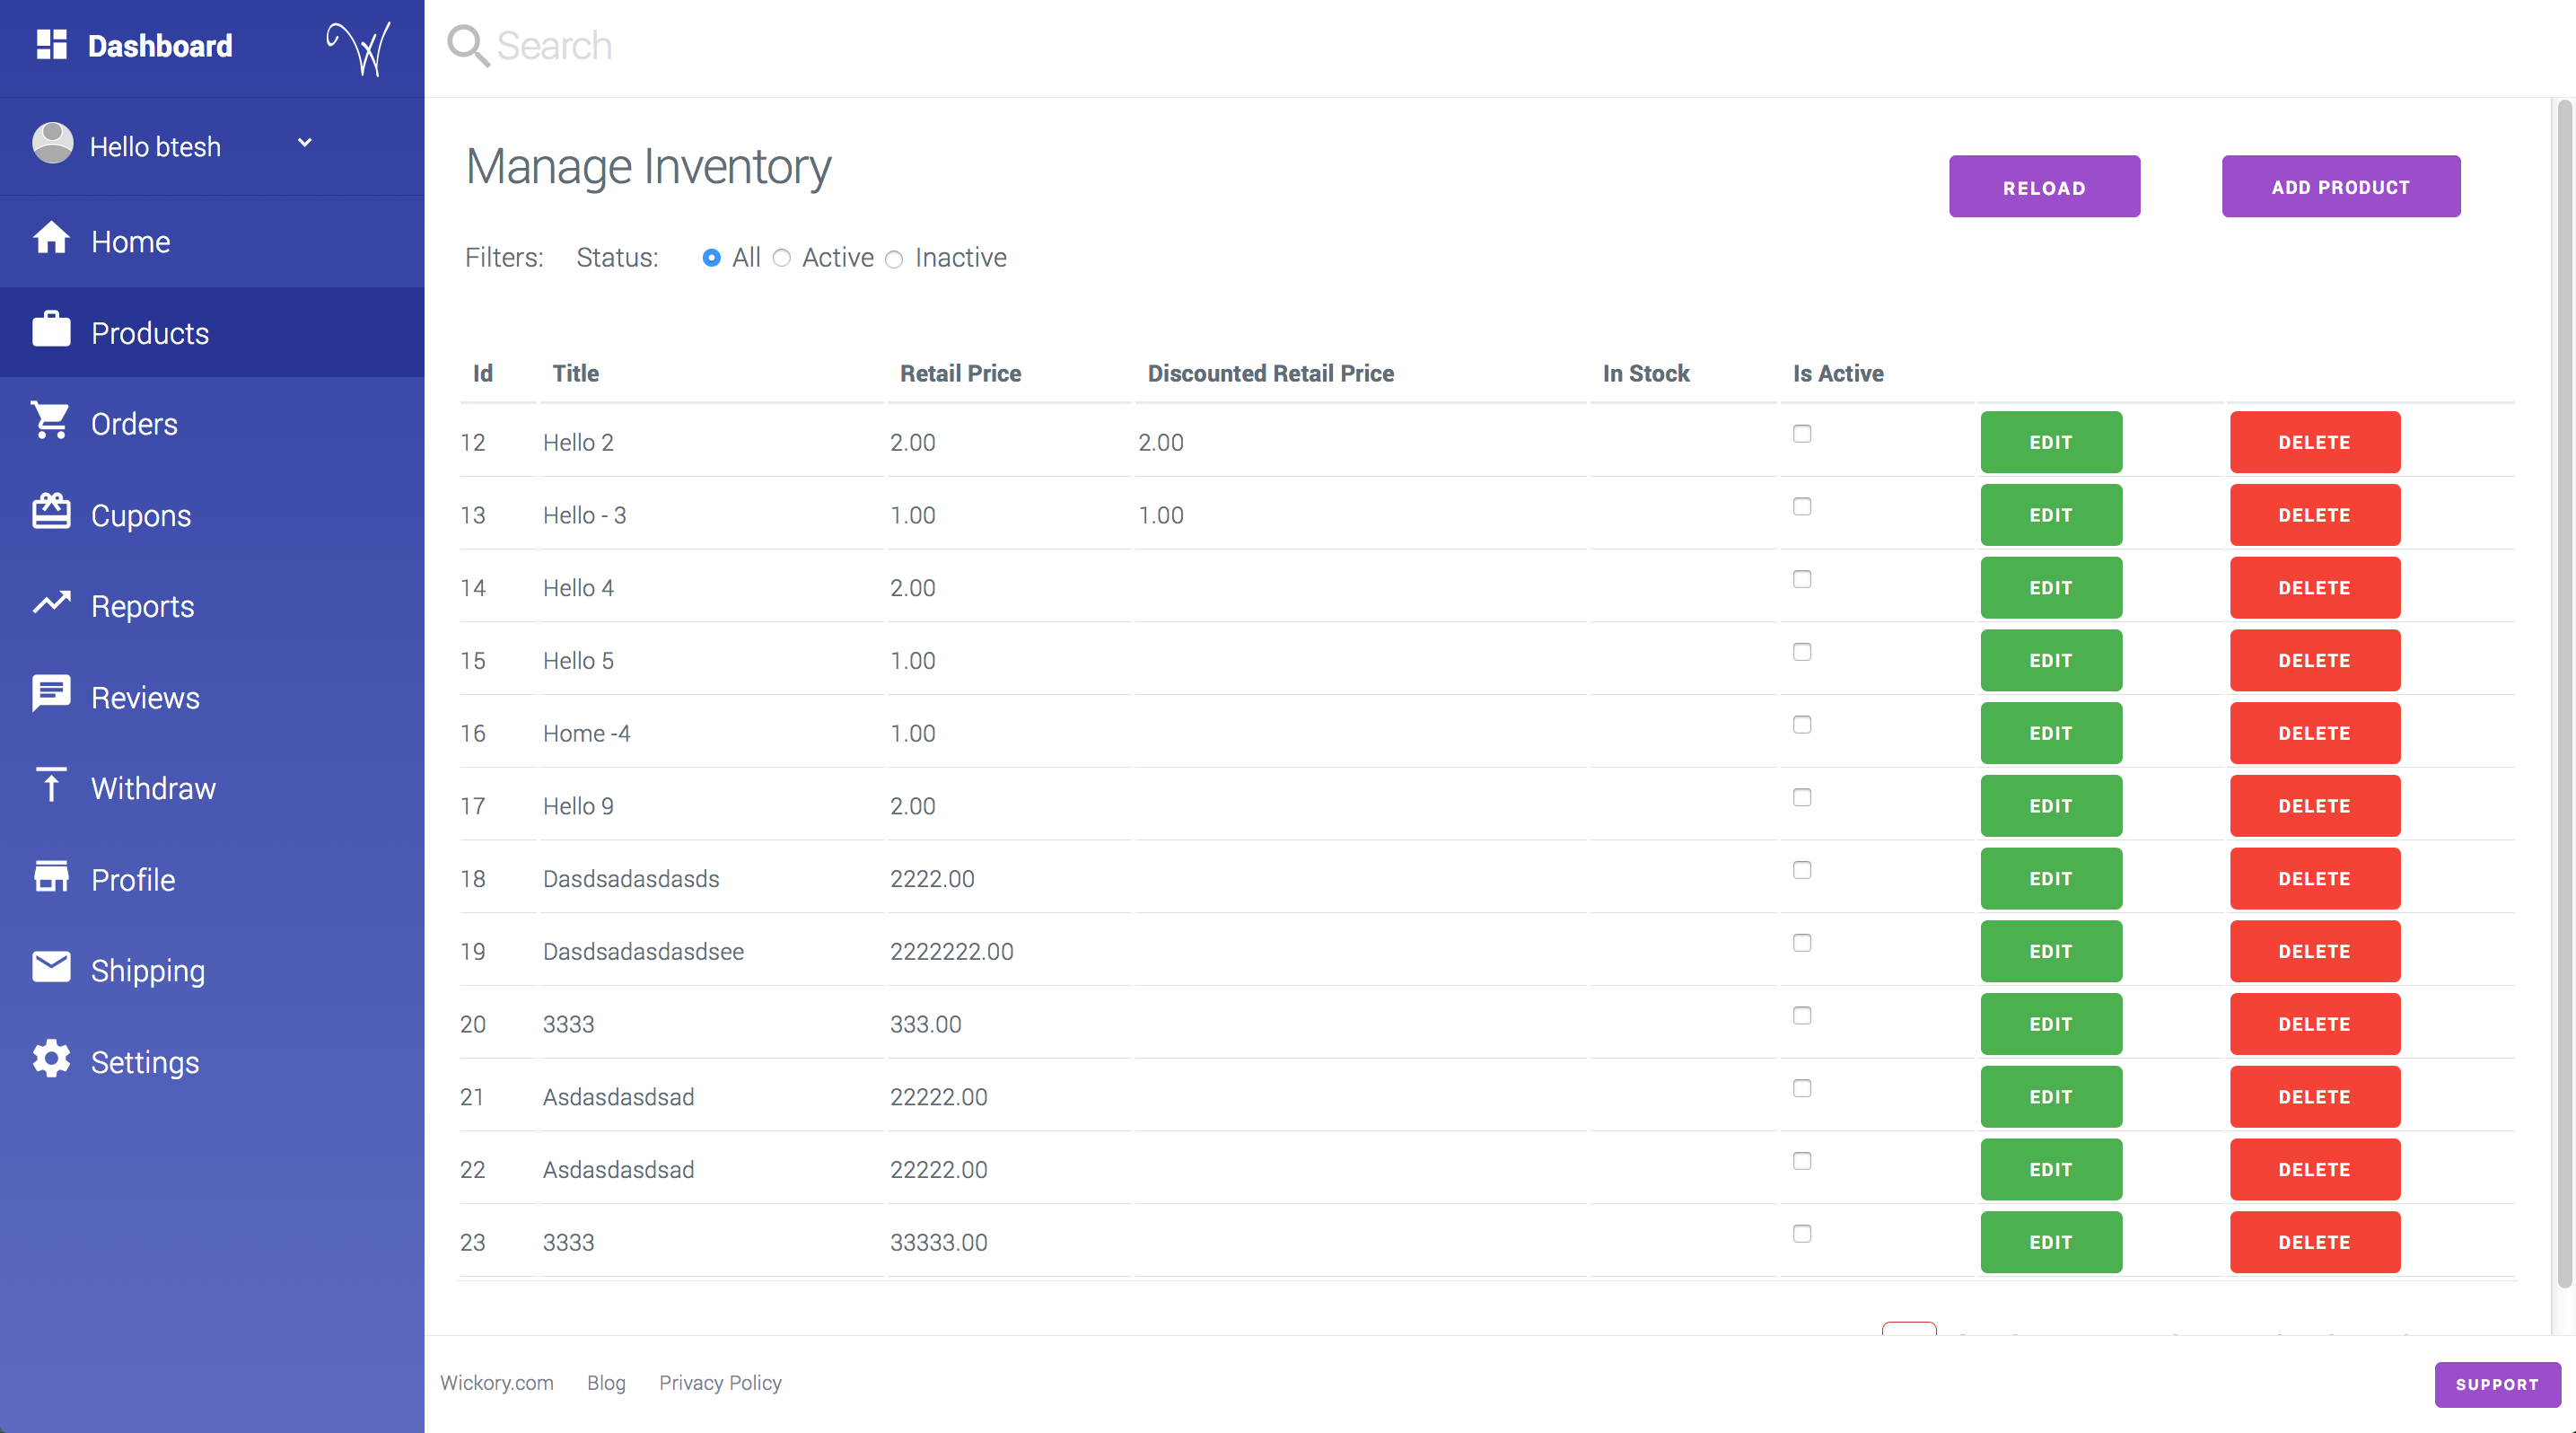 Dashboard
W
Hello btesh
Home
Products
Orders
Cupons
Reports
Reviews
Withdraw
Profile
Shipping
Settings
Search
Manage Inventory
RELOAD
ADD PRODUCT
Filters: Status: All Active Inactive
Id Title Retail Price Discounted Retail Price In Stock Is Active
12 Hello 2 2.00 2.00 EDIT DELETE
13 Hello - 3 1.00 1.00 EDIT DELETE
14 Hello 4 2.00 EDIT DELETE
15 Hello 5 1.00 EDIT DELETE
16 Home -4 1.00 EDIT DELETE
17 Hello 9 2.00 EDIT DELETE
18 Dasdsadasdasds 2222.00 EDIT DELETE
19 Dasdsadasdasdsee 2222222.00 EDIT DELETE
20 3333 333.00 EDIT DELETE
21 Asdasdasdsad 22222.00 EDIT DELETE
22 Asdasdasdsad 22222.00 EDIT DELETE
23 3333 33333.00 EDIT DELETE
Wickory.com Blog Privacy Policy
SUPPORT